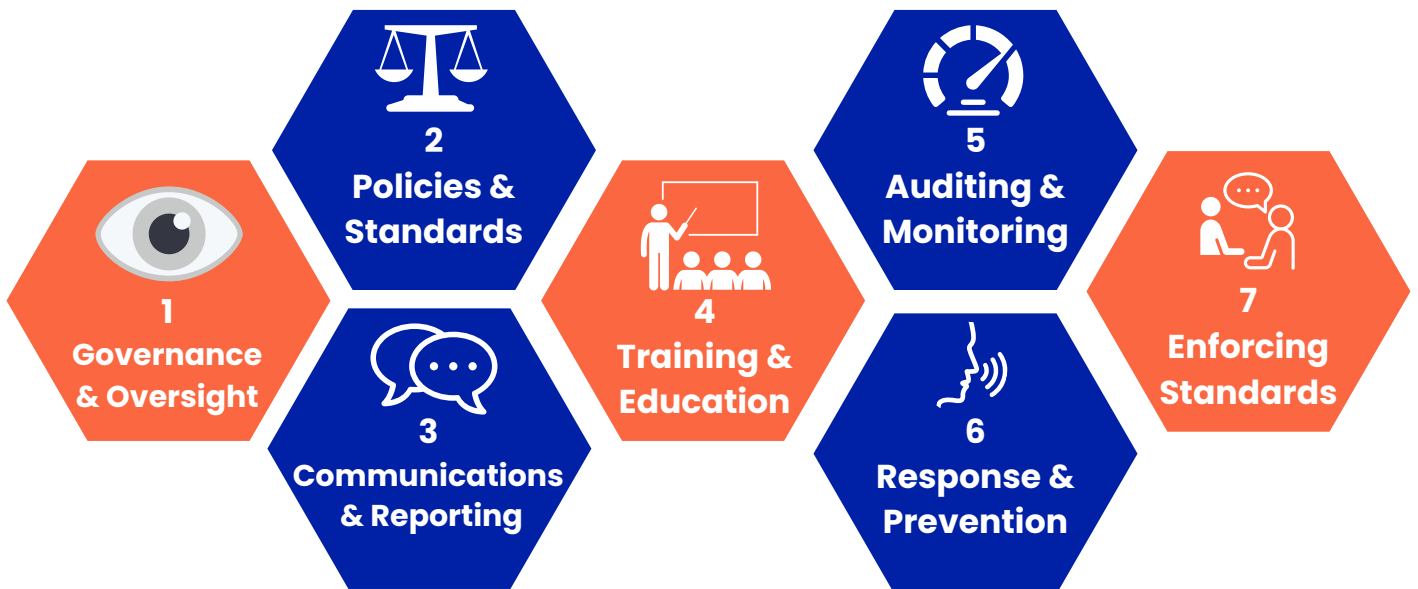 1
Governance
& Oversight
2
Policies &
Standards
3
Communications
& Reporting
4
Training &
Education
5
Auditing &
Monitoring
6
Response &
Prevention
7
Enforcing
Standards